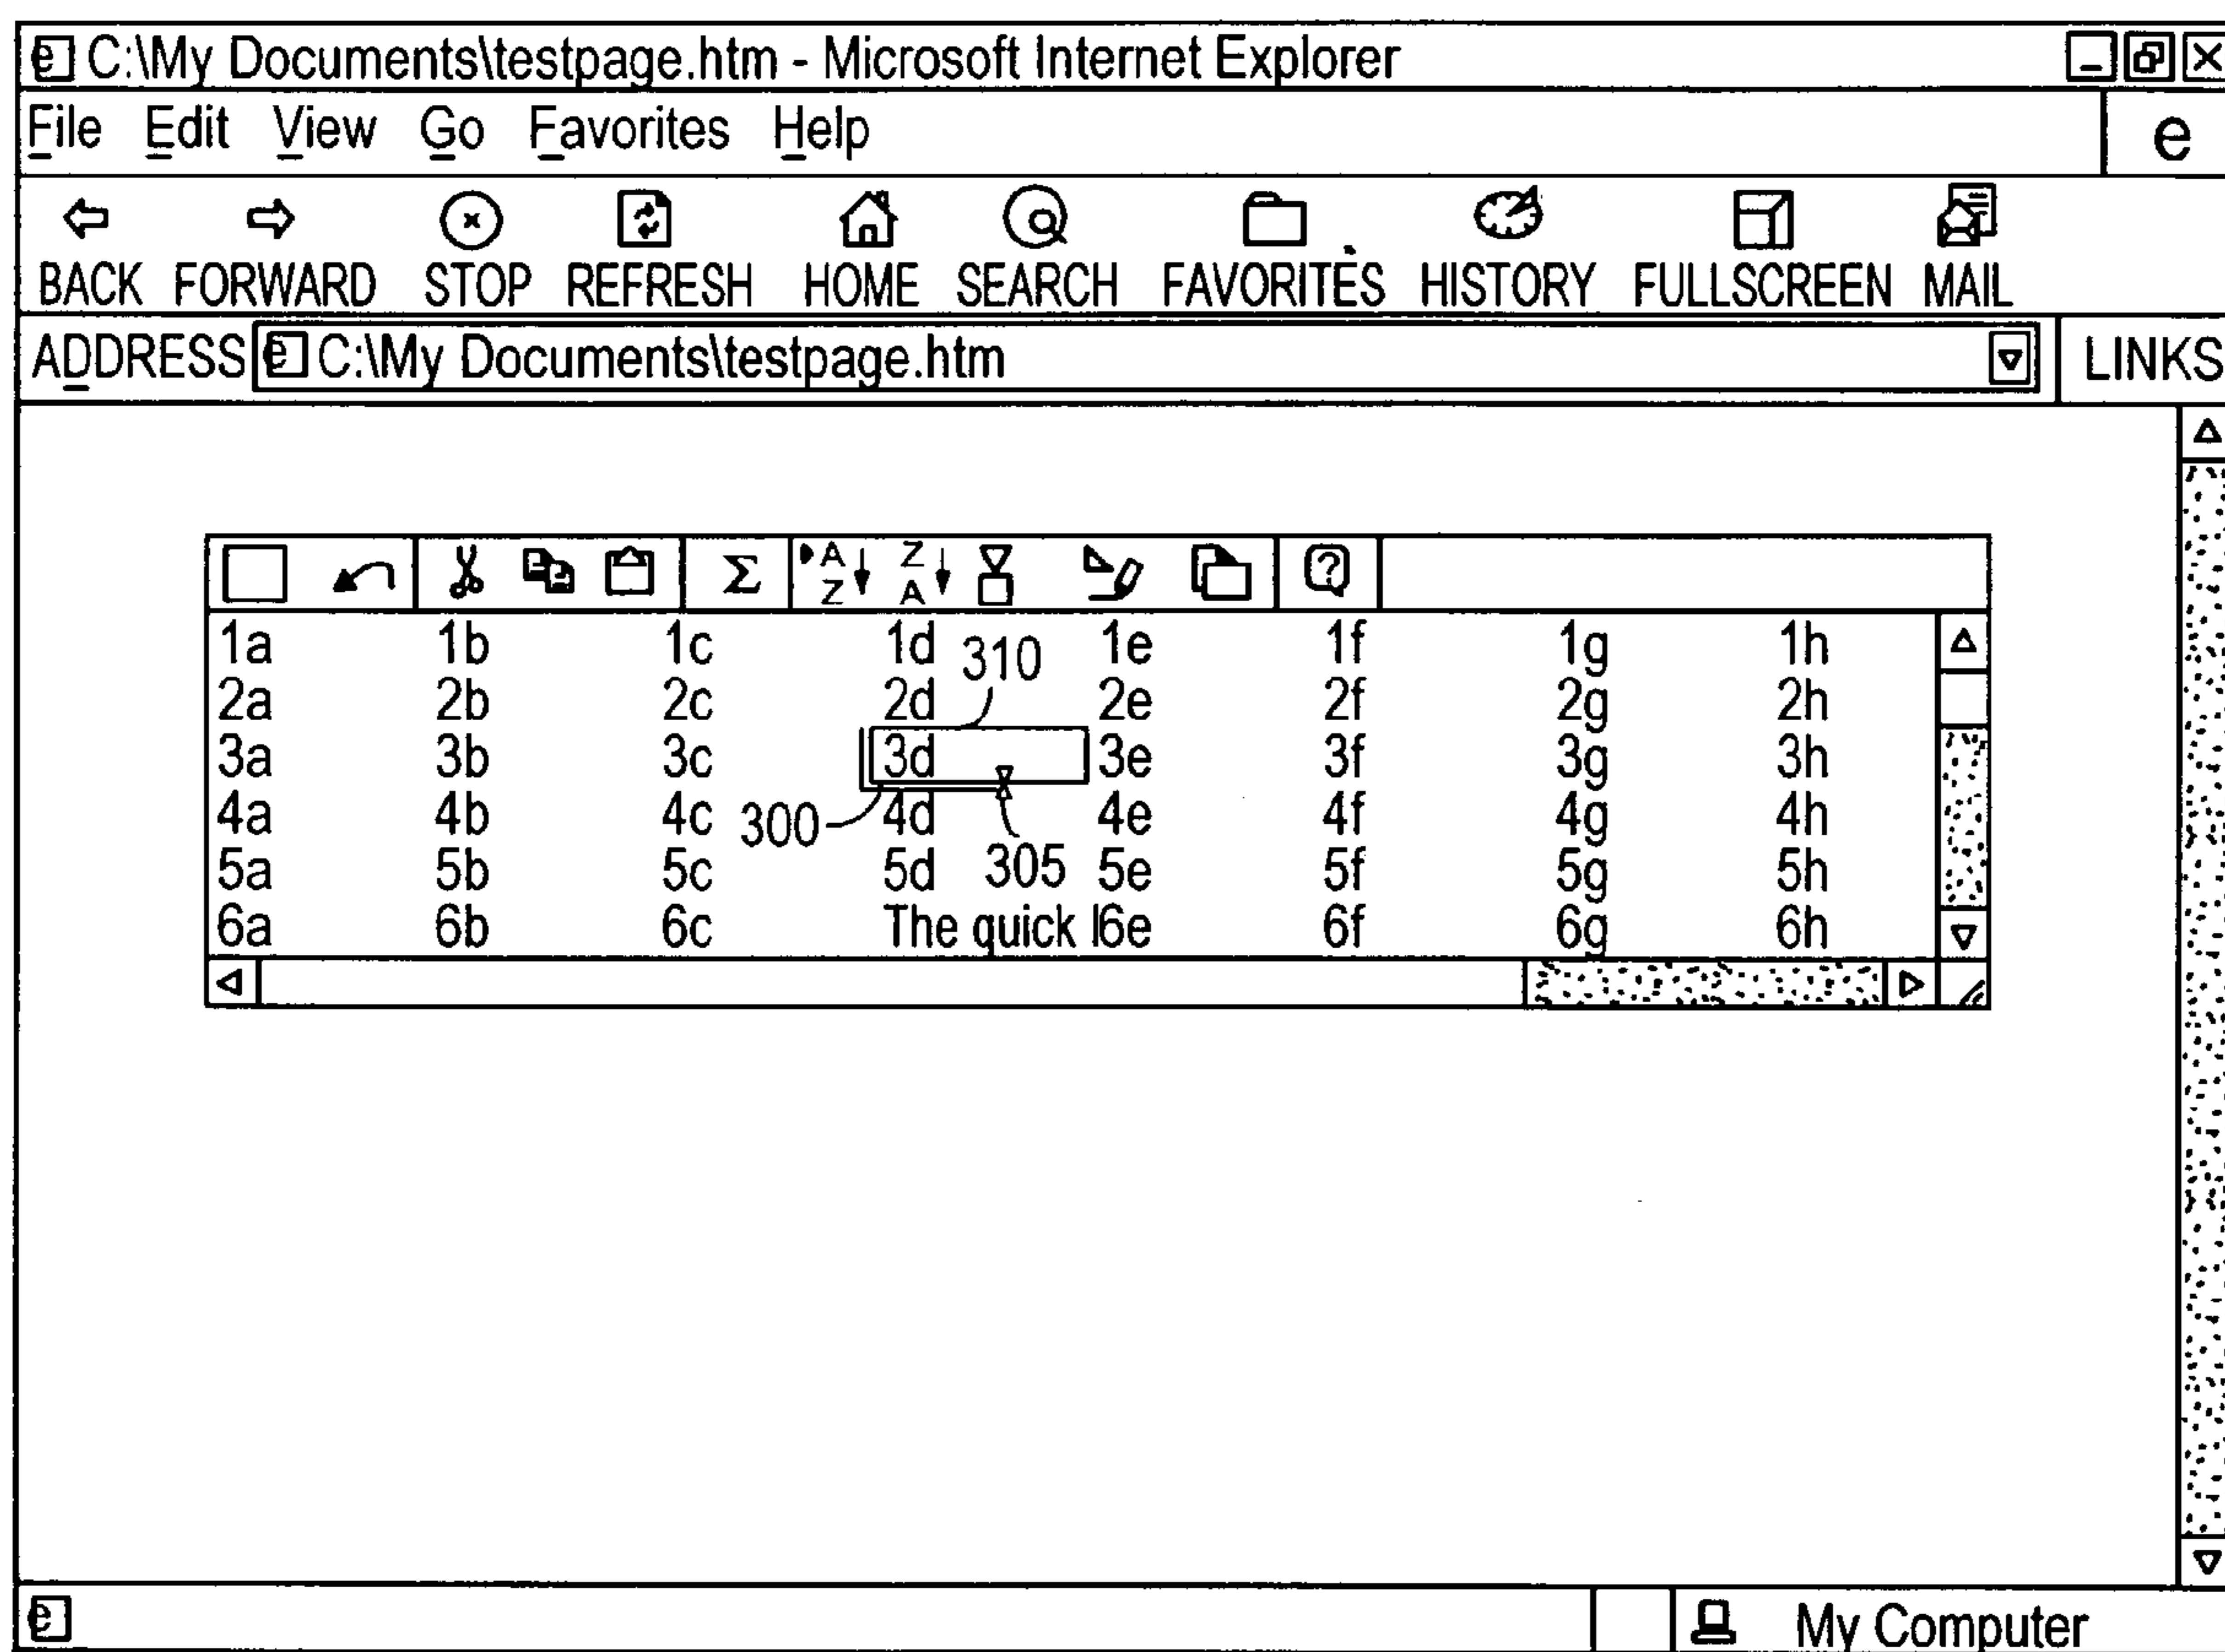 e C:\My Documents\testpage.htm - Microsoft Internet Explorer
File Edit View Go Favorites Help e
BACK FORWARD STOP REFRESH HOME SEARCH FAVORITES HISTORY FULLSCREEN MAIL
ADDRESS e C:\My Documents\testpage.htm LINKS
Σ A Z Z A ?
1a 1b 1c 1d 310 1e 1f 1g 1h
2a 2b 2c 2d 2e 2f 2g 2h
3a 3b 3c 3d 3e 3f 3g 3h
4a 4b 4c 300 4d 4e 4f 4g 4h
5a 5b 5c 5d 305 5e 5f 5g 5h
6a 6b 6c The quick l6e 6f 6g 6h
e My Computer